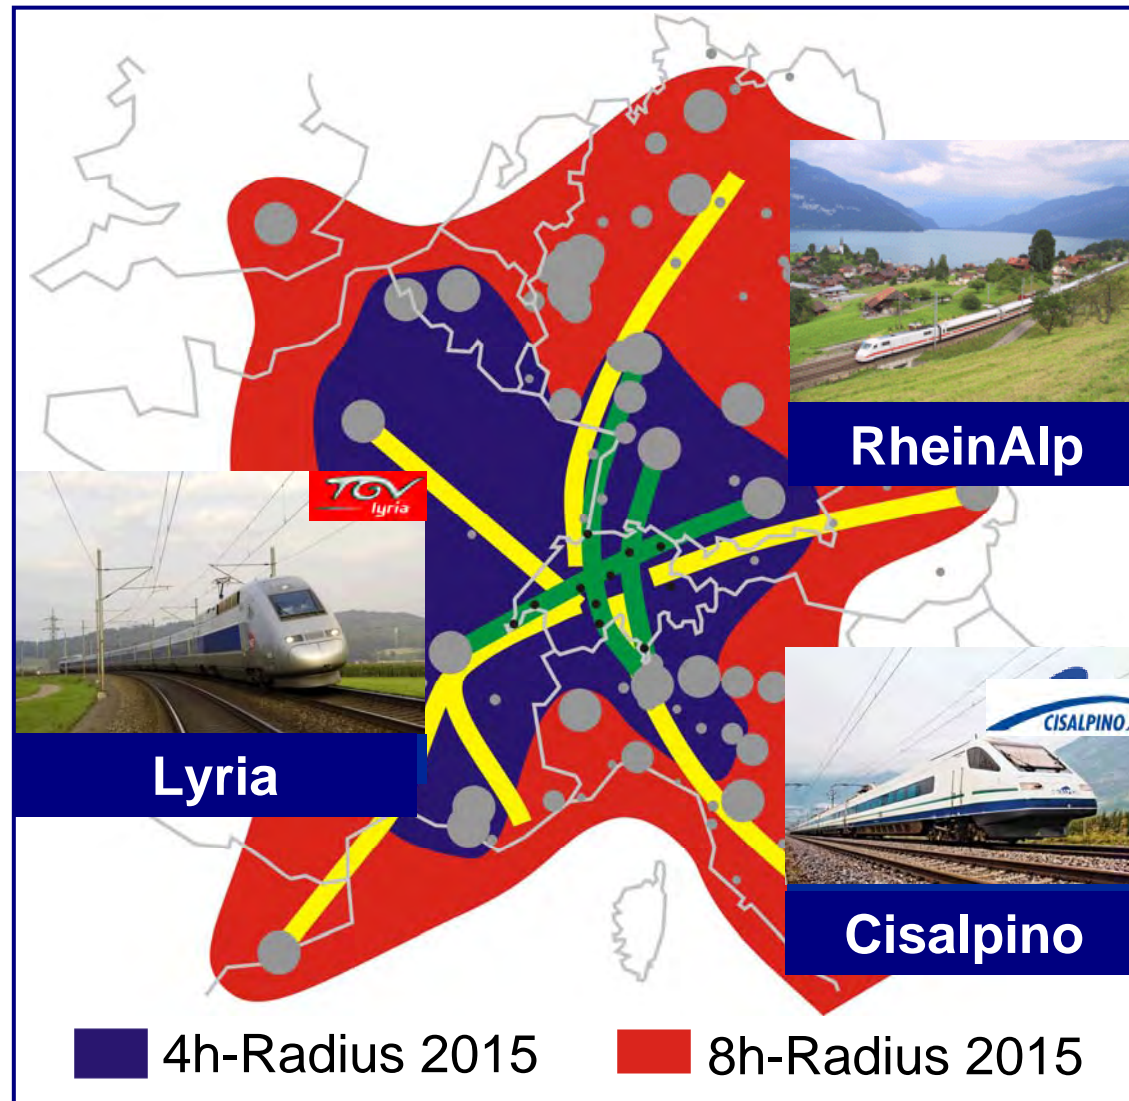 RheinAlp
TGV
lyria
Lyria
CISALPINO
Cisalpino
4h-Radius 2015
8h-Radius 2015